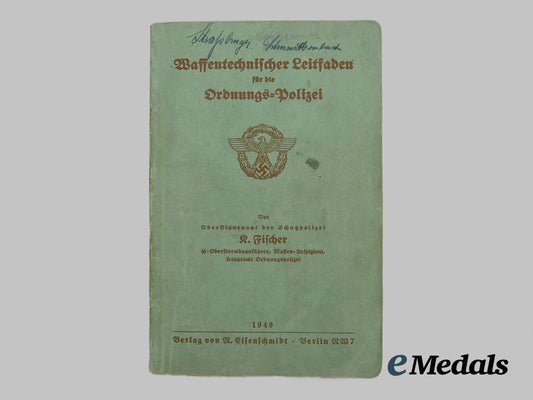 Waffentechnischer Leitfaden
für die
Ordnungs=Polizei
Von
Oberstleutnant der Schutzpolizei
K. Fischer
SS-Obersturmbannführer, Waffen-Inspizient,
Hauptamt Ordnungspolizei
1940
Verlag von R. Eisenschmidt · Berlin NW 7
eMedals